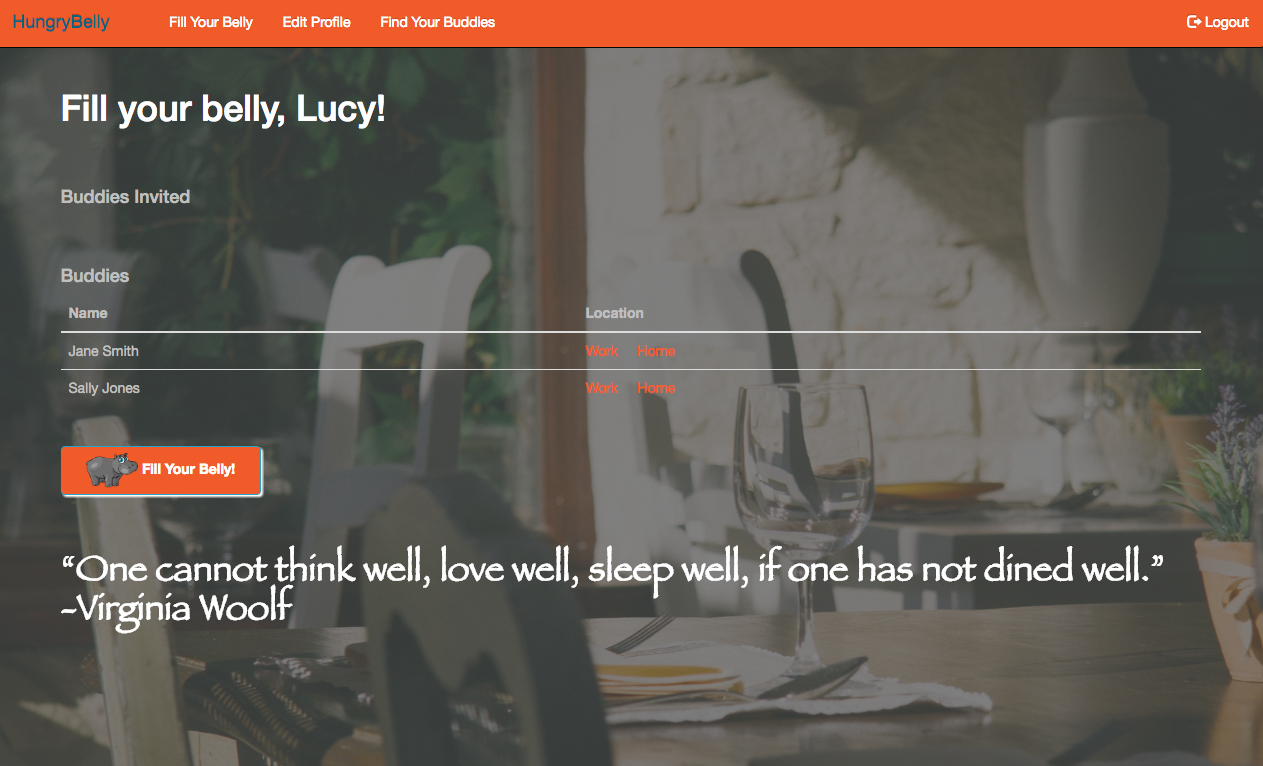 HungryBelly Fill Your Belly Edit Profile Find Your Buddies Logout
Fill your belly, Lucy!
Buddies Invited
Buddies
Name Location
Jane Smith Work Home
Sally Jones Work Home
Fill Your Belly!
“One cannot think well, love well, sleep well, if one has not dined well.”
-Virginia Woolf